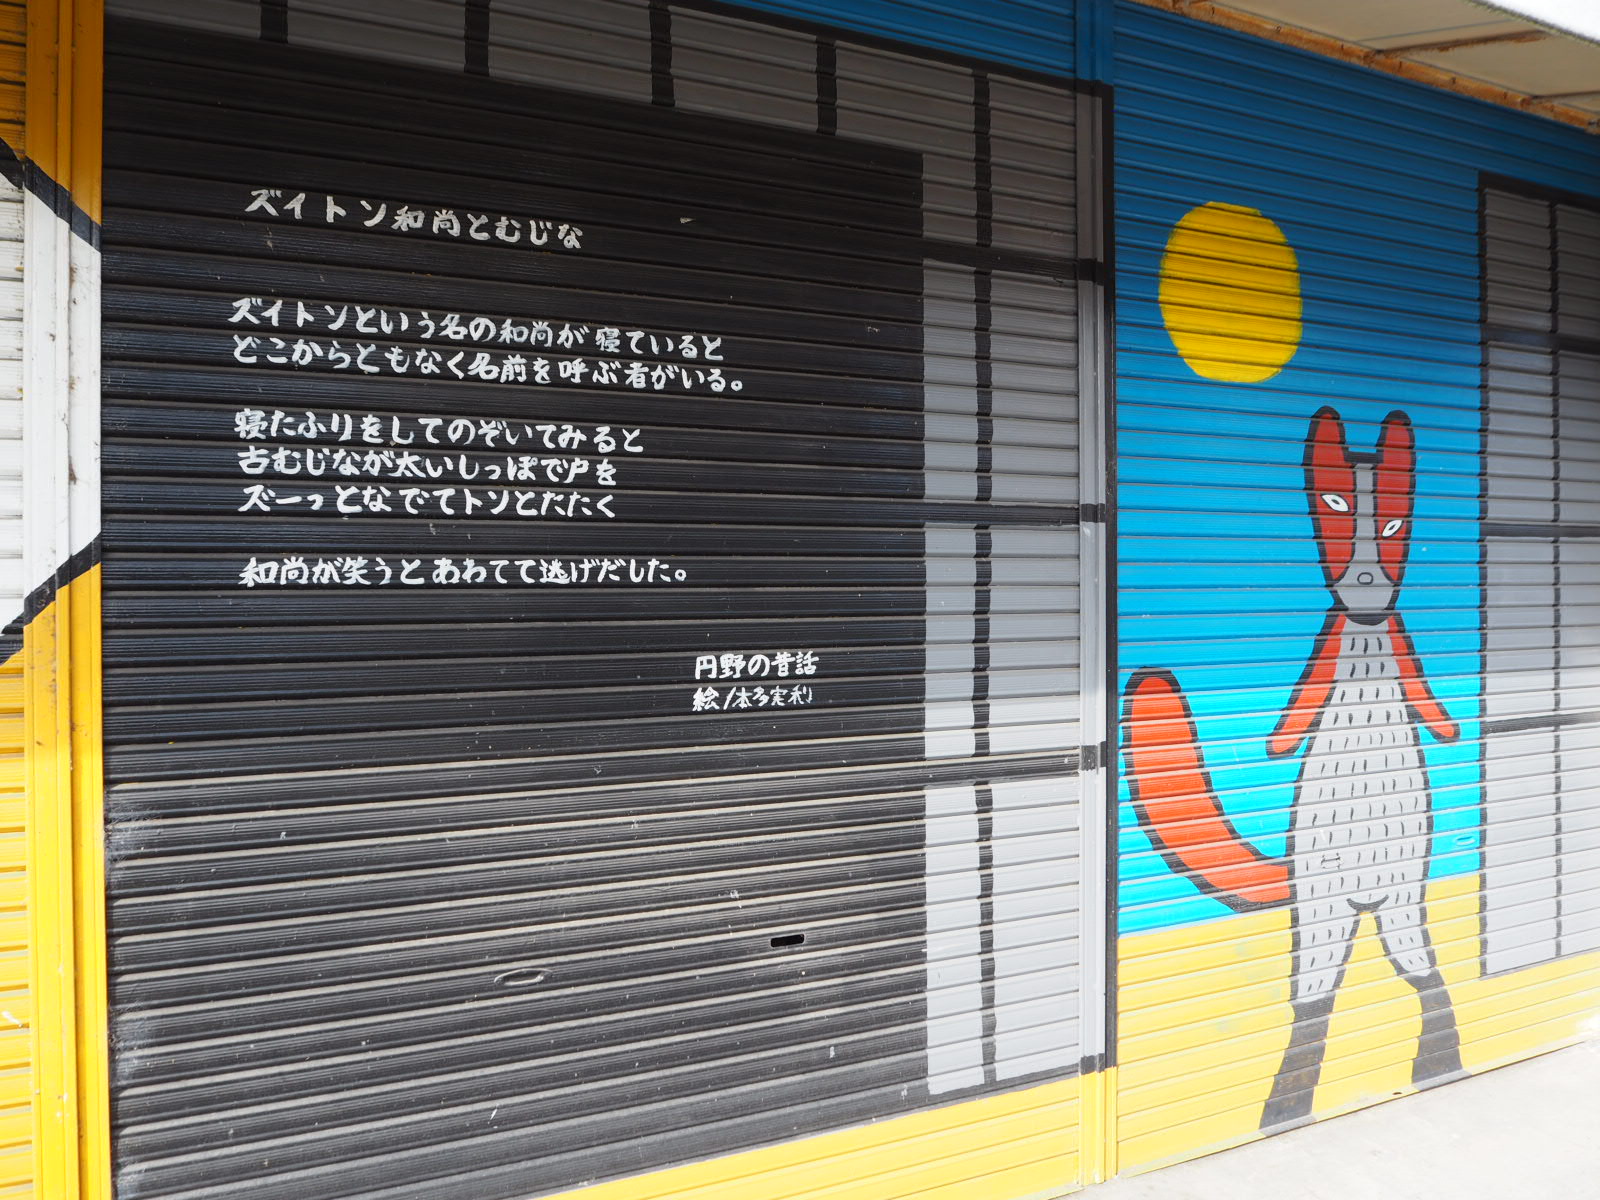 ズイトン和尚とむじな
ズイトンという名の和尚が寝ていると
どこからともなく名前を呼ぶ者がいる。
寝たふりをしてのぞいてみると
古むじなが太いしっぽで戸を
ズーっとなでてトンとたたく
和尚が笑うとあわてて逃げだした。
円野の昔話
絵/本多実利